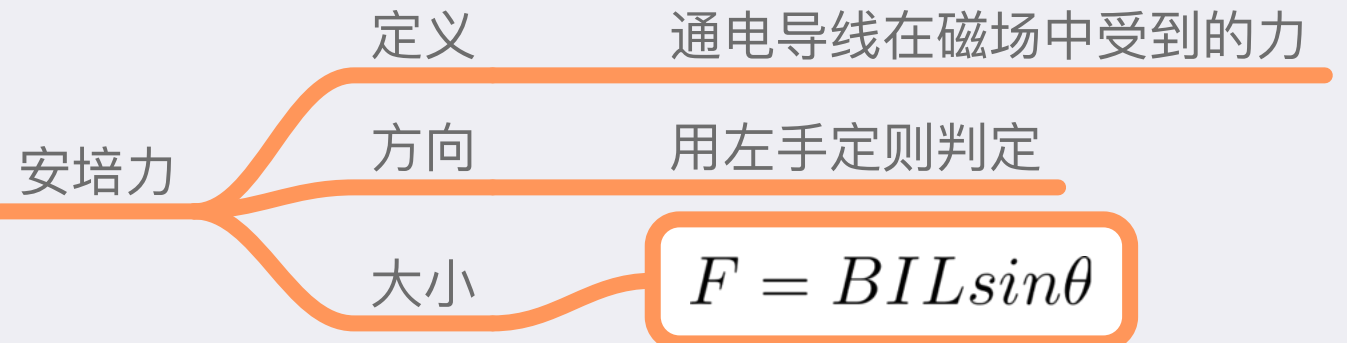 安培力
定义
通电导线在磁场中受到的力
方向
用左手定则判定
大小
F = BILsinθ